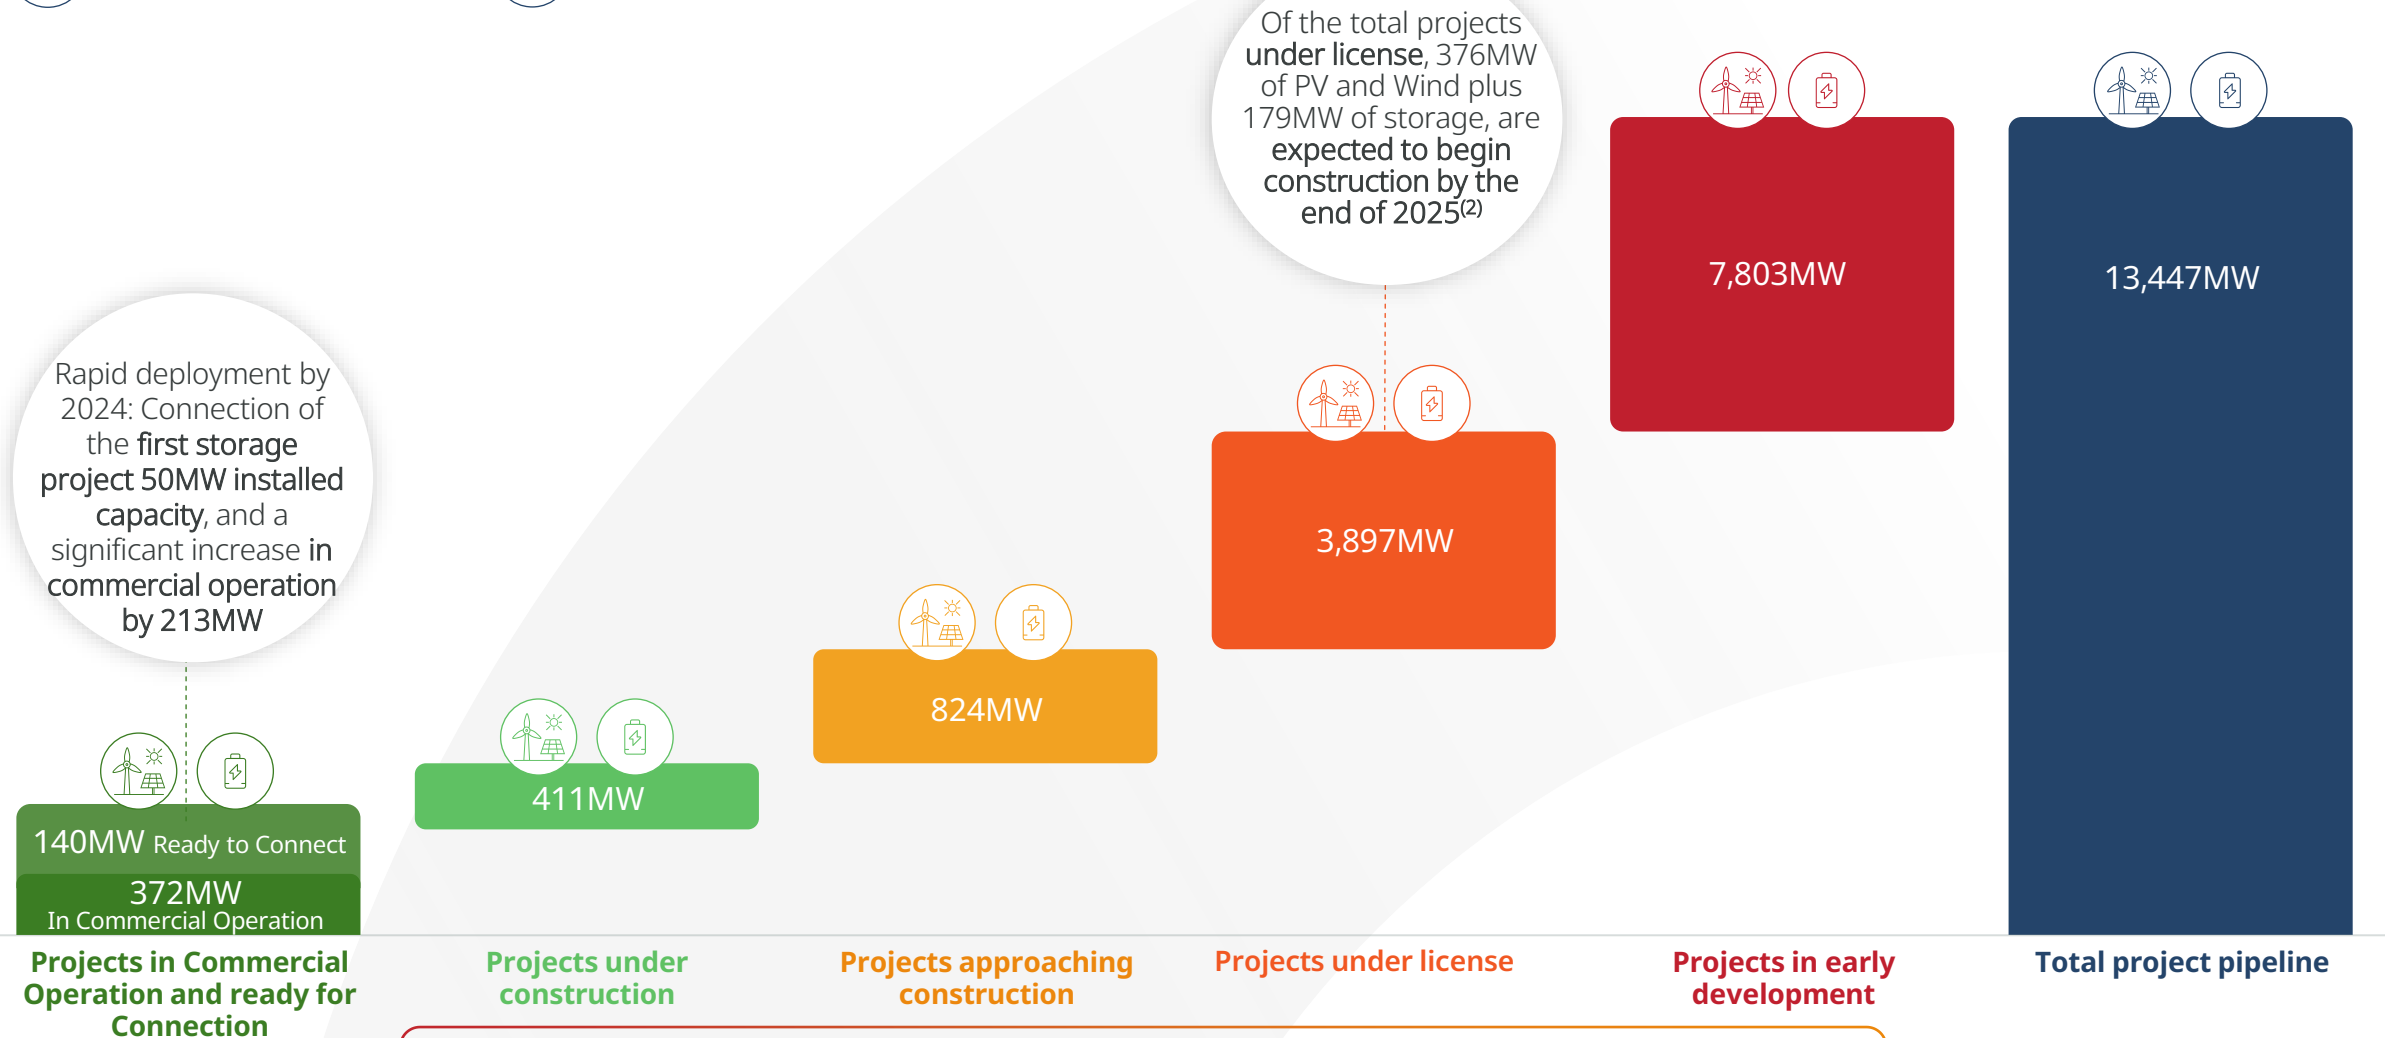 Of the total projects
under license, 376MW
of PV and Wind plus
179MW of storage, are
expected to begin
construction by the
end of 2025(2)
7,803MW
13,447MW
Rapid deployment by
2024: Connection of
the first storage
project 50MW installed
capacity, and a
significant increase in
commercial operation
by 213MW
3,897MW
824MW
411MW
140MW Ready to Connect
372MW
In Commercial Operation
Projects in Commercial
Operation and ready for
Connection
Projects under
construction
Projects approaching
construction
Projects under license
Projects in early
development
Total project pipeline